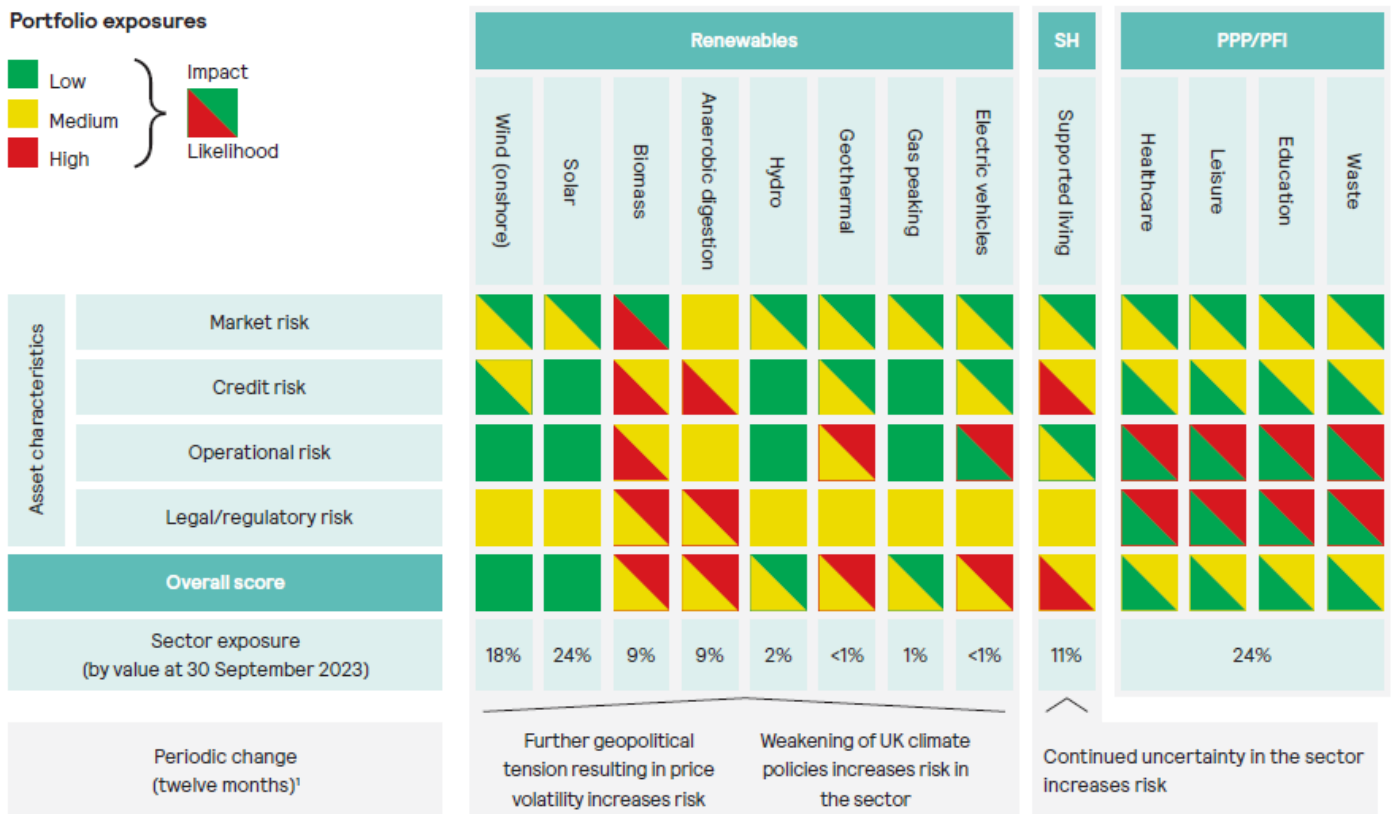 Portfolio exposures
Low
Medium
High
Impact
Likelihood
Renewables
SH
PPP/PFI
Wind (onshore)
Solar
Biomass
Anaerobic digestion
Hydro
Geothermal
Gas peaking
Electric vehicles
Supported living
Healthcare
Leisure
Education
Waste
Asset characteristics
Market risk
Credit risk
Operational risk
Legal/regulatory risk
Overall score
Sector exposure
(by value at 30 September 2023)
18%
24%
9%
9%
2%
<1%
1%
<1%
11%
24%
Periodic change
(twelve months)¹
Further geopolitical
tension resulting in price
volatility increases risk
Weakening of UK climate
policies increases risk in
the sector
Continued uncertainty in the sector
increases risk